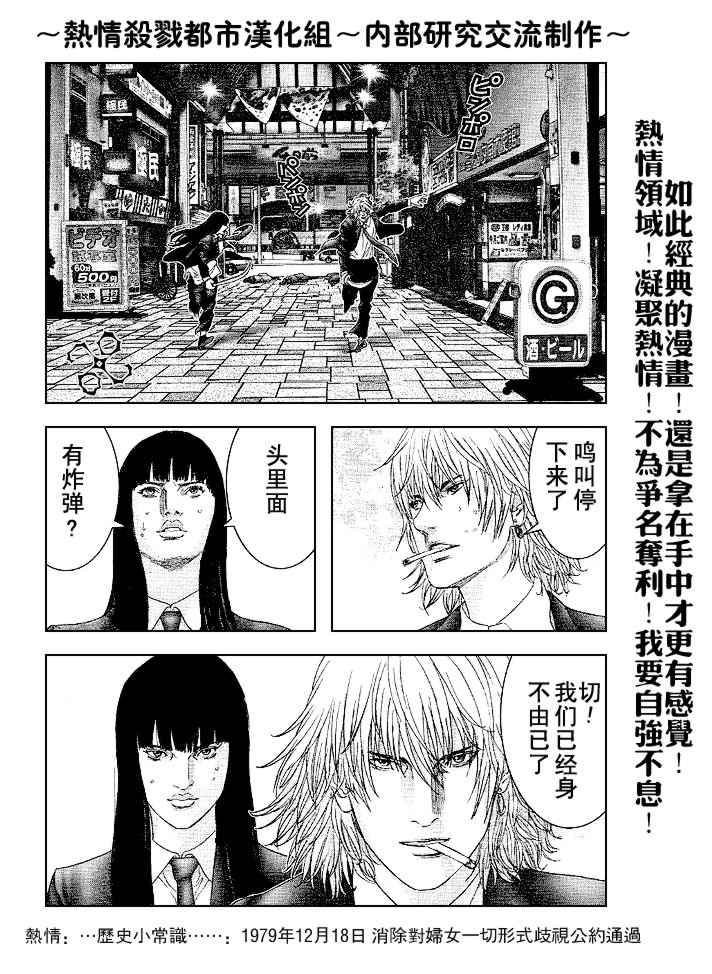 ～熱情殺戮都市漢化組～内部研究交流制作～
如此經典的漫畫！還是拿在手中才更有感覺！
熱情領域！凝聚熱情！不為爭名奪利！我要自強不息！
ピンポロ
ビデオ
60分
500円
G
酒・ビール
鸣叫停
下来了
头里面
有炸弹？
切！
我们已经身
不由已了
熱情：…歷史小常識……：1979年12月18日 消除對婦女一切形式歧視公約通過